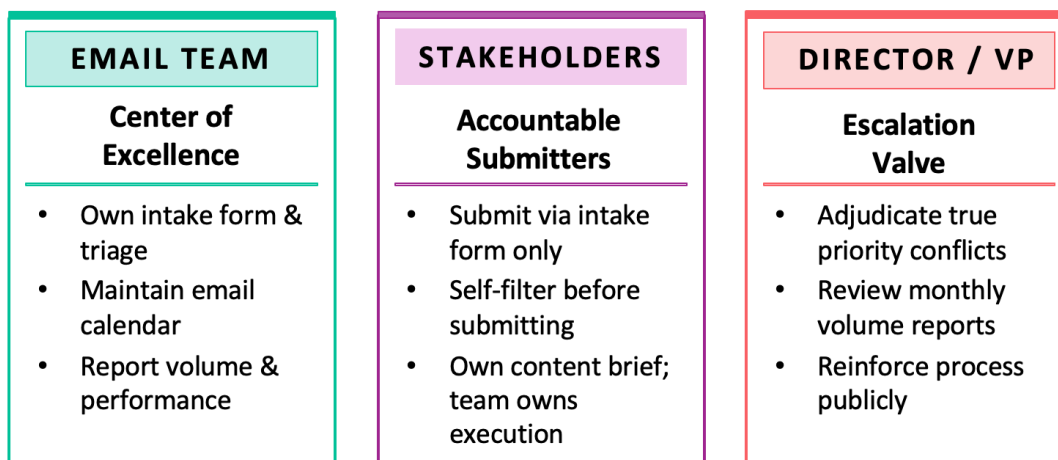 EMAIL TEAM
Center of
Excellence
• Own intake form &
triage
• Maintain email
calendar
• Report volume &
performance
STAKEHOLDERS
Accountable
Submitters
• Submit via intake
form only
• Self-filter before
submitting
• Own content brief;
team owns
execution
DIRECTOR / VP
Escalation
Valve
• Adjudicate true
priority conflicts
• Review monthly
volume reports
• Reinforce process
publicly